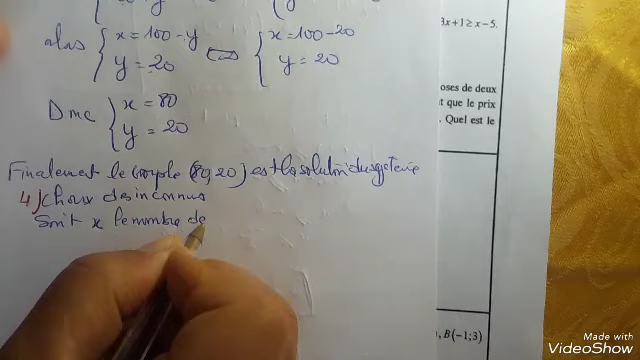 alors { x = 100 - y ⇔ { x = 100 - 20
y = 20 y = 20
Donc { x = 80
y = 20
Finalement le couple (80,20) est la solution du système
4) Choix des inconnus
Soit x le nombre de
3x + 1 ≥ x - 5.
oses de deux
t que le prix
. Quel est le
, B(-1;3)
Made with
VideoShow